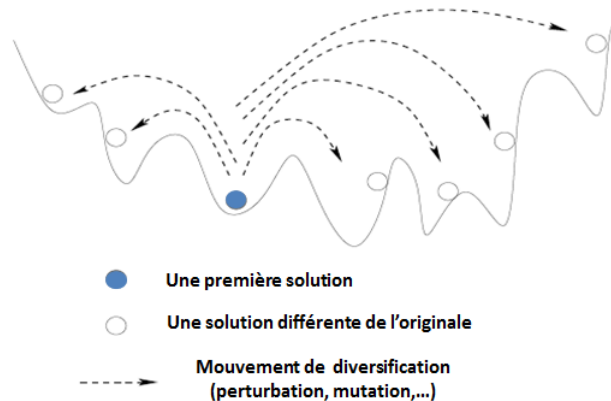 Une première solution
Une solution différente de l'originale
Mouvement de diversification
(perturbation, mutation,...)